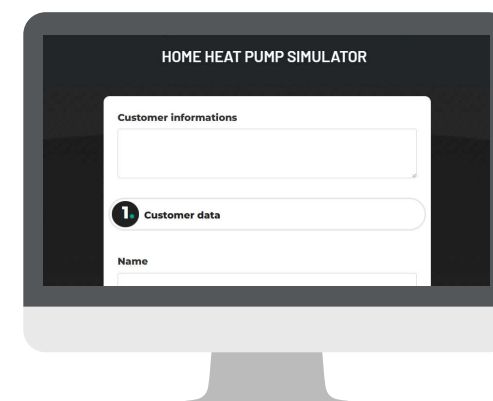 HOME HEAT PUMP SIMULATOR
Customer informations
1. Customer data
Name